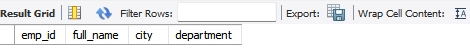 Result Grid Filter Rows: Export: Wrap Cell Content:
emp_id full_name city department